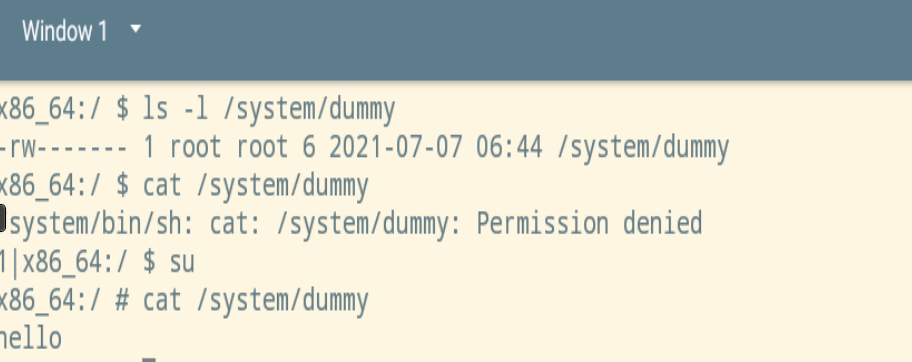 Window 1
x86_64:/ $ ls -l /system/dummy
-rw------- 1 root root 6 2021-07-07 06:44 /system/dummy
x86_64:/ $ cat /system/dummy
system/bin/sh: cat: /system/dummy: Permission denied
1|x86_64:/ $ su
x86_64:/ # cat /system/dummy
hello